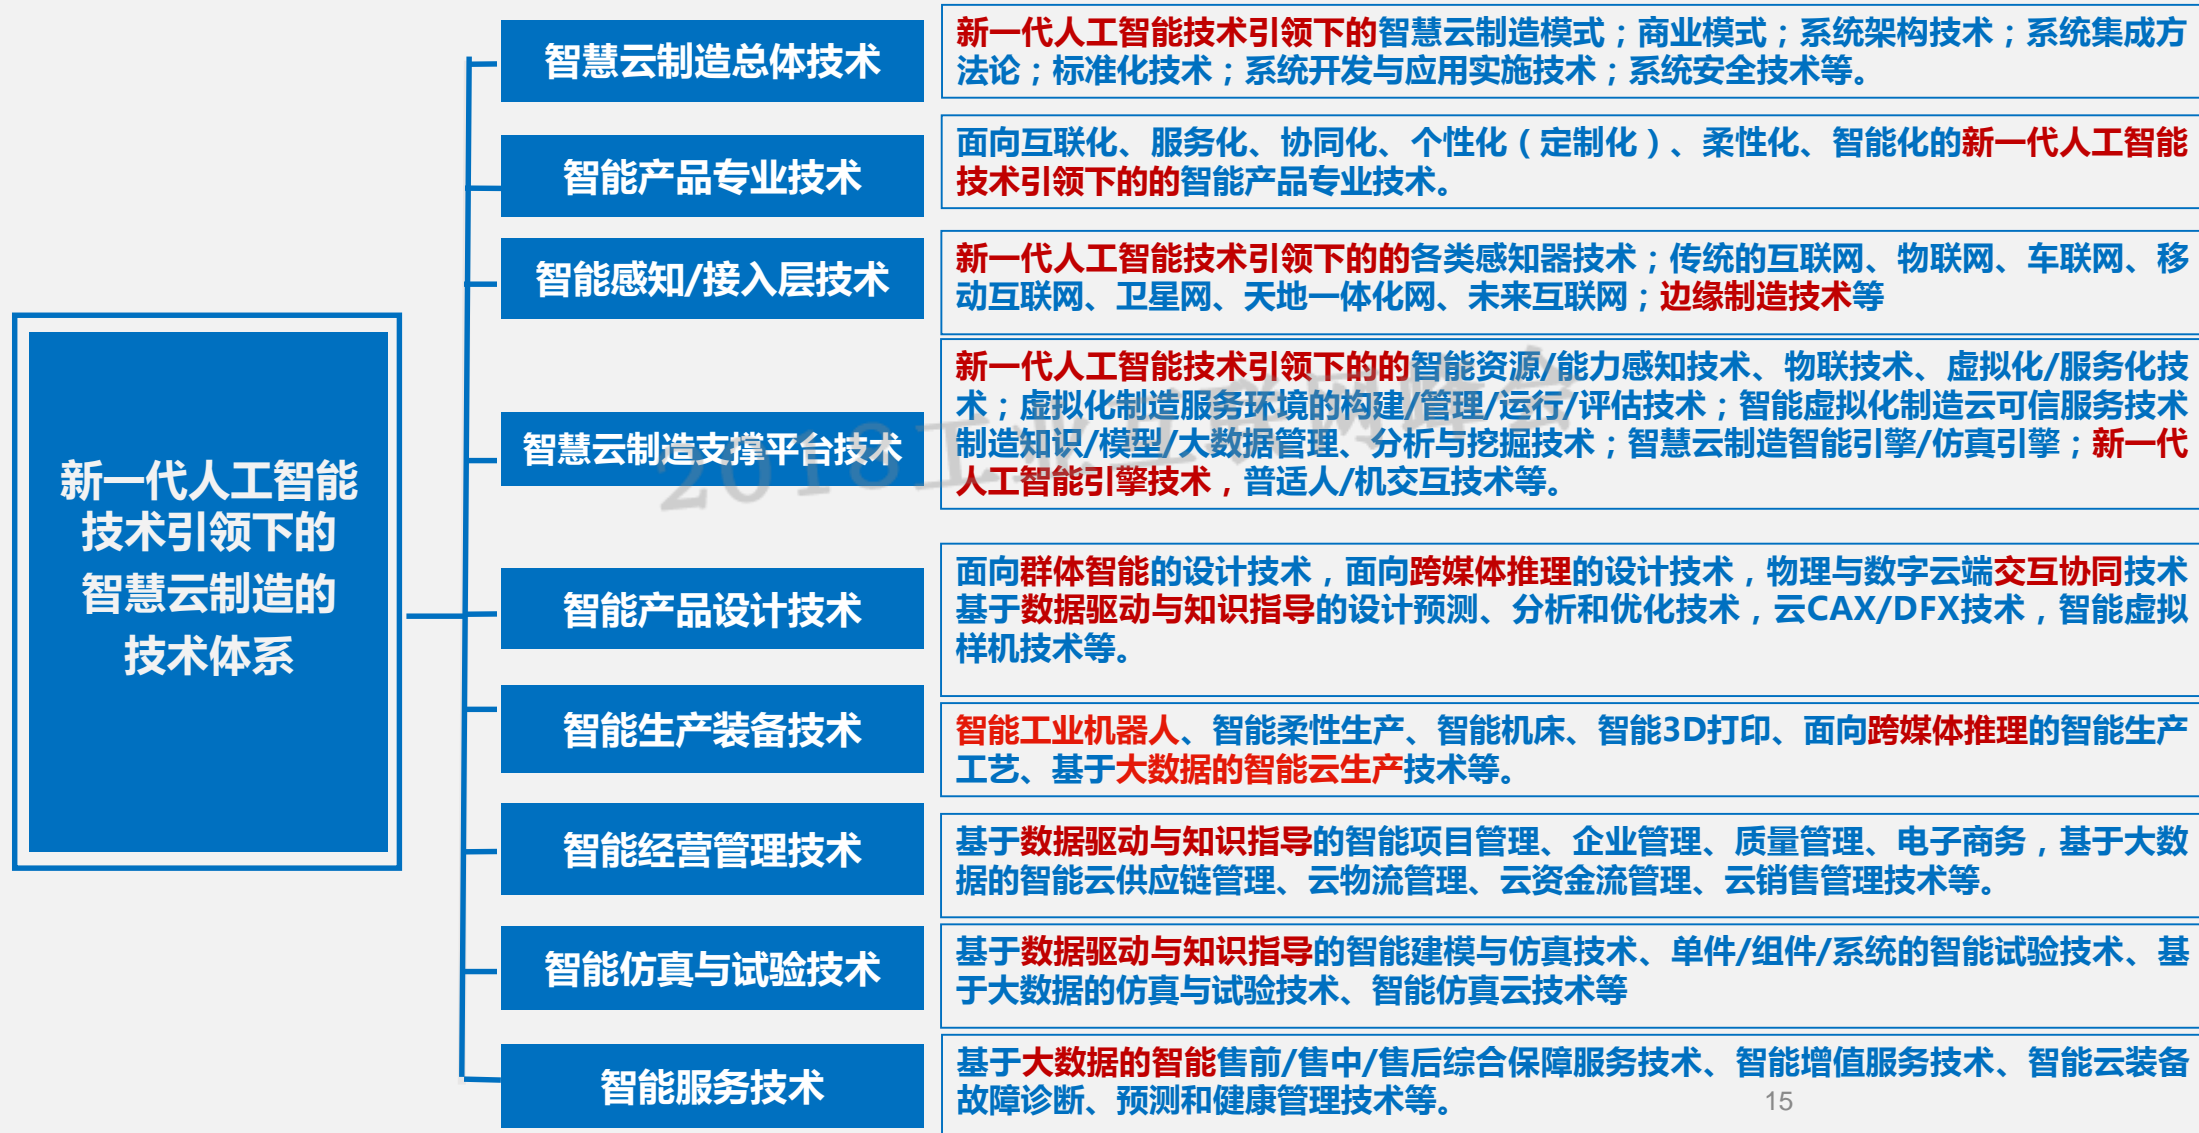 新一代人工智能
技术引领下的
智慧云制造的
技术体系
智慧云制造总体技术
新一代人工智能技术引领下的智慧云制造模式；商业模式；系统架构技术；系统集成方
法论；标准化技术；系统开发与应用实施技术；系统安全技术等。
智能产品专业技术
面向互联化、服务化、协同化、个性化（定制化）、柔性化、智能化的新一代人工智能
技术引领下的的智能产品专业技术。
智能感知/接入层技术
新一代人工智能技术引领下的的各类感知器技术；传统的互联网、物联网、车联网、移
动互联网、卫星网、天地一体化网、未来互联网；边缘制造技术等
智慧云制造支撑平台技术
新一代人工智能技术引领下的的智能资源/能力感知技术、物联技术、虚拟化/服务化技
术；虚拟化制造服务环境的构建/管理/运行/评估技术；智能虚拟化制造云可信服务技术
制造知识/模型/大数据管理、分析与挖掘技术；智慧云制造智能引擎/仿真引擎；新一代
人工智能引擎技术，普适人/机交互技术等。
2018工业互联网峰会
智能产品设计技术
面向群体智能的设计技术，面向跨媒体推理的设计技术，物理与数字云端交互协同技术
基于数据驱动与知识指导的设计预测、分析和优化技术，云CAX/DFX技术，智能虚拟
样机技术等。
智能生产装备技术
智能工业机器人、智能柔性生产、智能机床、智能3D打印、面向跨媒体推理的智能生产
工艺、基于大数据的智能云生产技术等。
智能经营管理技术
基于数据驱动与知识指导的智能项目管理、企业管理、质量管理、电子商务，基于大数
据的智能云供应链管理、云物流管理、云资金流管理、云销售管理技术等。
智能仿真与试验技术
基于数据驱动与知识指导的智能建模与仿真技术、单件/组件/系统的智能试验技术、基
于大数据的仿真与试验技术、智能仿真云技术等
智能服务技术
基于大数据的智能售前/售中/售后综合保障服务技术、智能增值服务技术、智能云装备
故障诊断、预测和健康管理技术等。
15